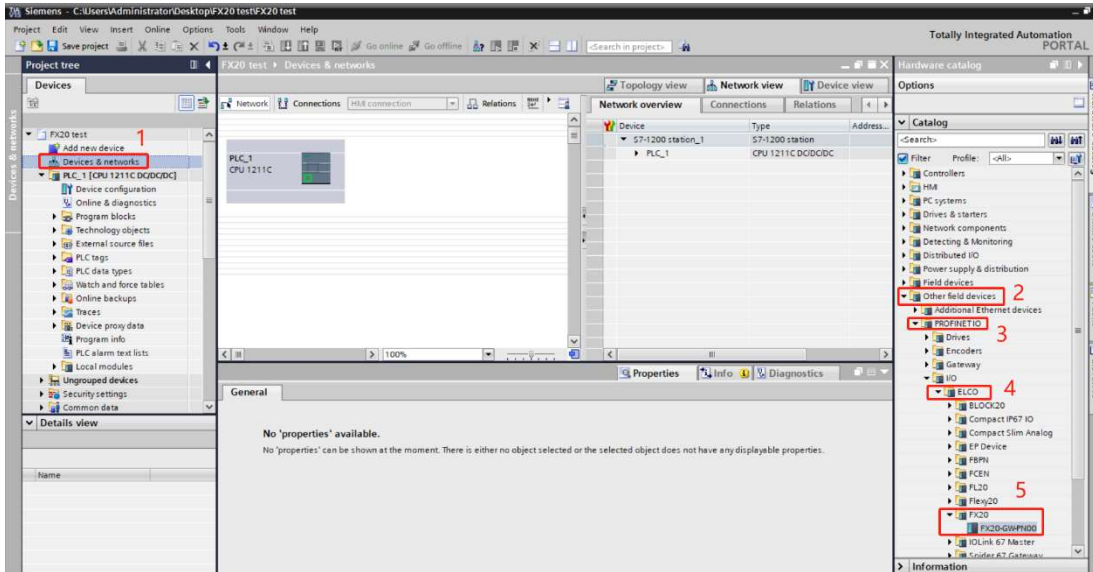 Siemens - C:\Users\Administrator\Desktop\FX20 test\FX20 test
Project Edit View Insert Online Options Tools Window Help
Totally Integrated Automation
PORTAL
Save project Go online Go offline <Search in project>
Project tree
FX20 test Devices & networks
Hardware catalog
Devices
Topology view Network view Device view
Options
Network Connections HMI connection Relations
Network overview Connections Relations
Devices & networks
Catalog
<Search>
Filter Profile: <All>
1
FX20 test
Add new device
Devices & networks
PLC_1 [CPU 1211C DC/DC/DC]
Device configuration
Online & diagnostics
Program blocks
Technology objects
External source files
PLC tags
PLC data types
Watch and force tables
Online backups
Traces
Device proxy data
Program info
PLC alarm text lists
Local modules
Ungrouped devices
Security settings
Common data
Details view
Name
PLC_1
CPU 1211C
100%
Device Type Address...
S7-1200 station_1 S7-1200 station
PLC_1 CPU 1211C DC/DC/DC
Properties Info Diagnostics
General
No 'properties' available.
No 'properties' can be shown at the moment. There is either no object selected or the selected object does not have any displayable properties.
Controllers
HMI
PC systems
Drives & starters
Network components
Detecting & Monitoring
Distributed I/O
Power supply & distribution
Field devices
Other field devices 2
Additional Ethernet devices
PROFINET IO 3
Drives
Encoders
Gateway
I/O
ELCO 4
BLOCK20
Compact IP67 IO
Compact Slim Analog
EP Device
FBPN
FCEN
FL20
Flexy20
5
FX20
FX20-GW-PN00
IOLink 67 Master
Spider 67 Gateway
Information